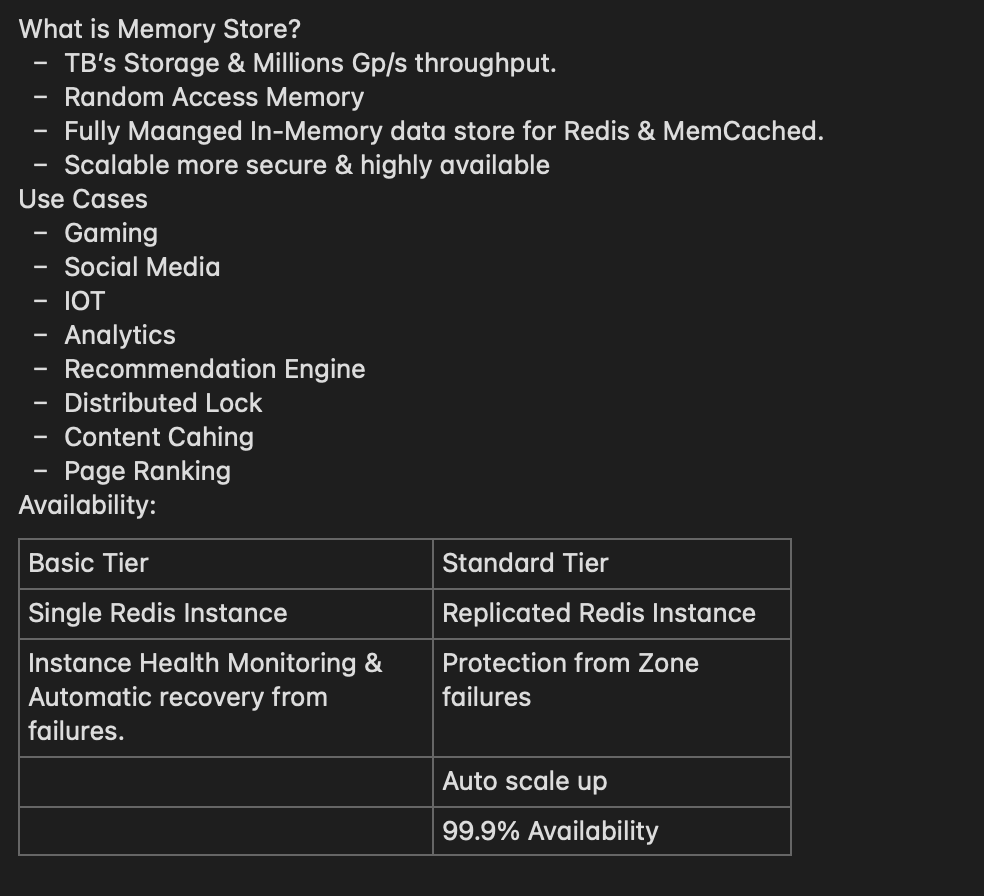 What is Memory Store?
– TB’s Storage & Millions Gp/s throughput.
– Random Access Memory
– Fully Maanged In-Memory data store for Redis & MemCached.
– Scalable more secure & highly available
Use Cases
– Gaming
– Social Media
– IOT
– Analytics
– Recommendation Engine
– Distributed Lock
– Content Cahing
– Page Ranking
Availability:
Basic Tier
Standard Tier
Single Redis Instance
Replicated Redis Instance
Instance Health Monitoring &
Automatic recovery from
failures.
Protection from Zone
failures
Auto scale up
99.9% Availability